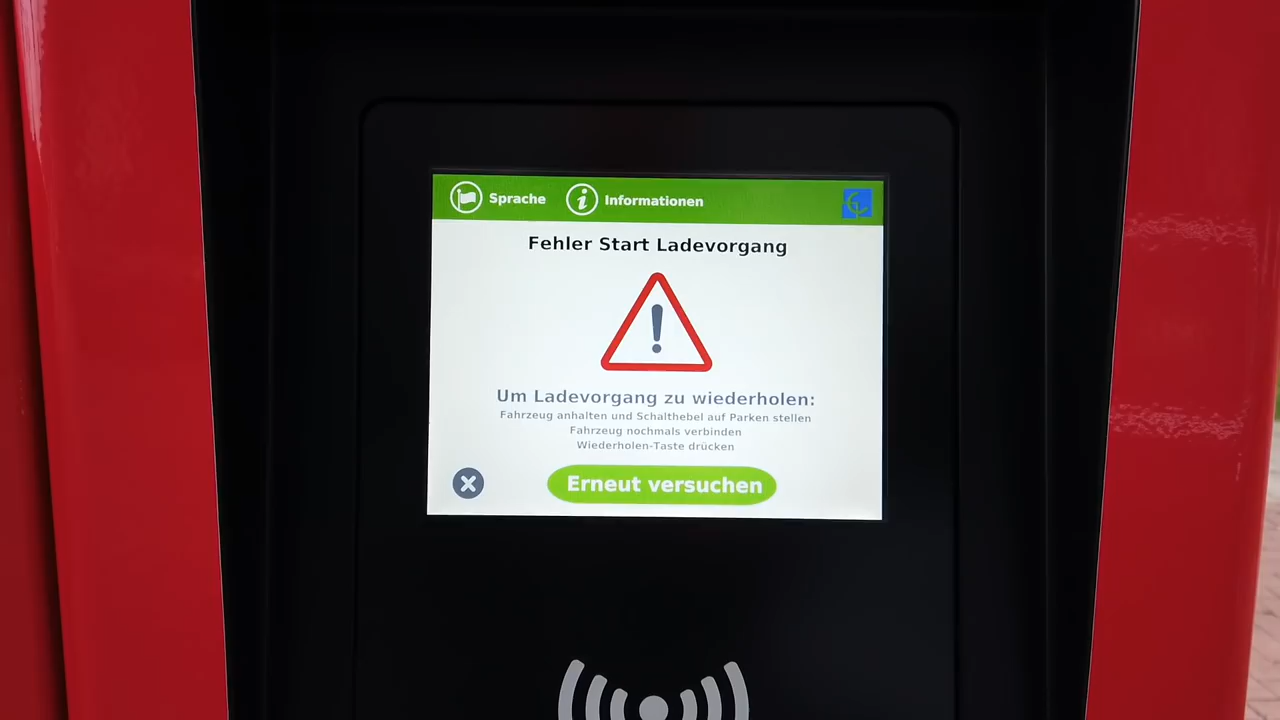 Sprache
Informationen
Fehler Start Ladevorgang
Um Ladevorgang zu wiederholen:
Fahrzeug anhalten und Schalthebel auf Parken stellen
Fahrzeug nochmals verbinden
Wiederholen-Taste drücken
Erneut versuchen